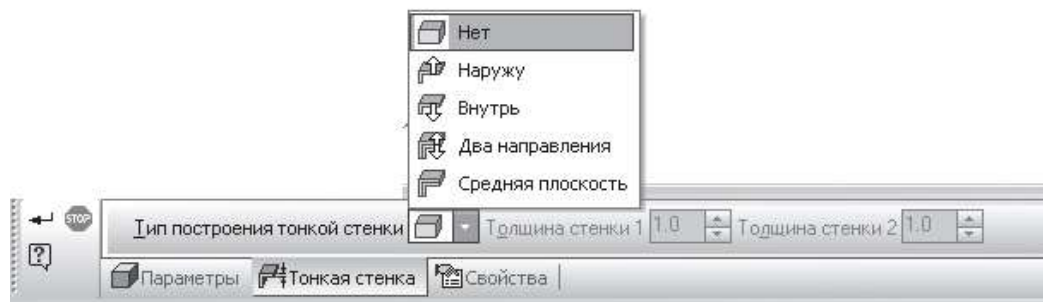 Нет
Наружу
Внутрь
Два направления
Средняя плоскость
STOP Тип построения тонкой стенки Толщина стенки 1 1.0 Толщина стенки 2 1.0
? Параметры Тонкая стенка Свойства